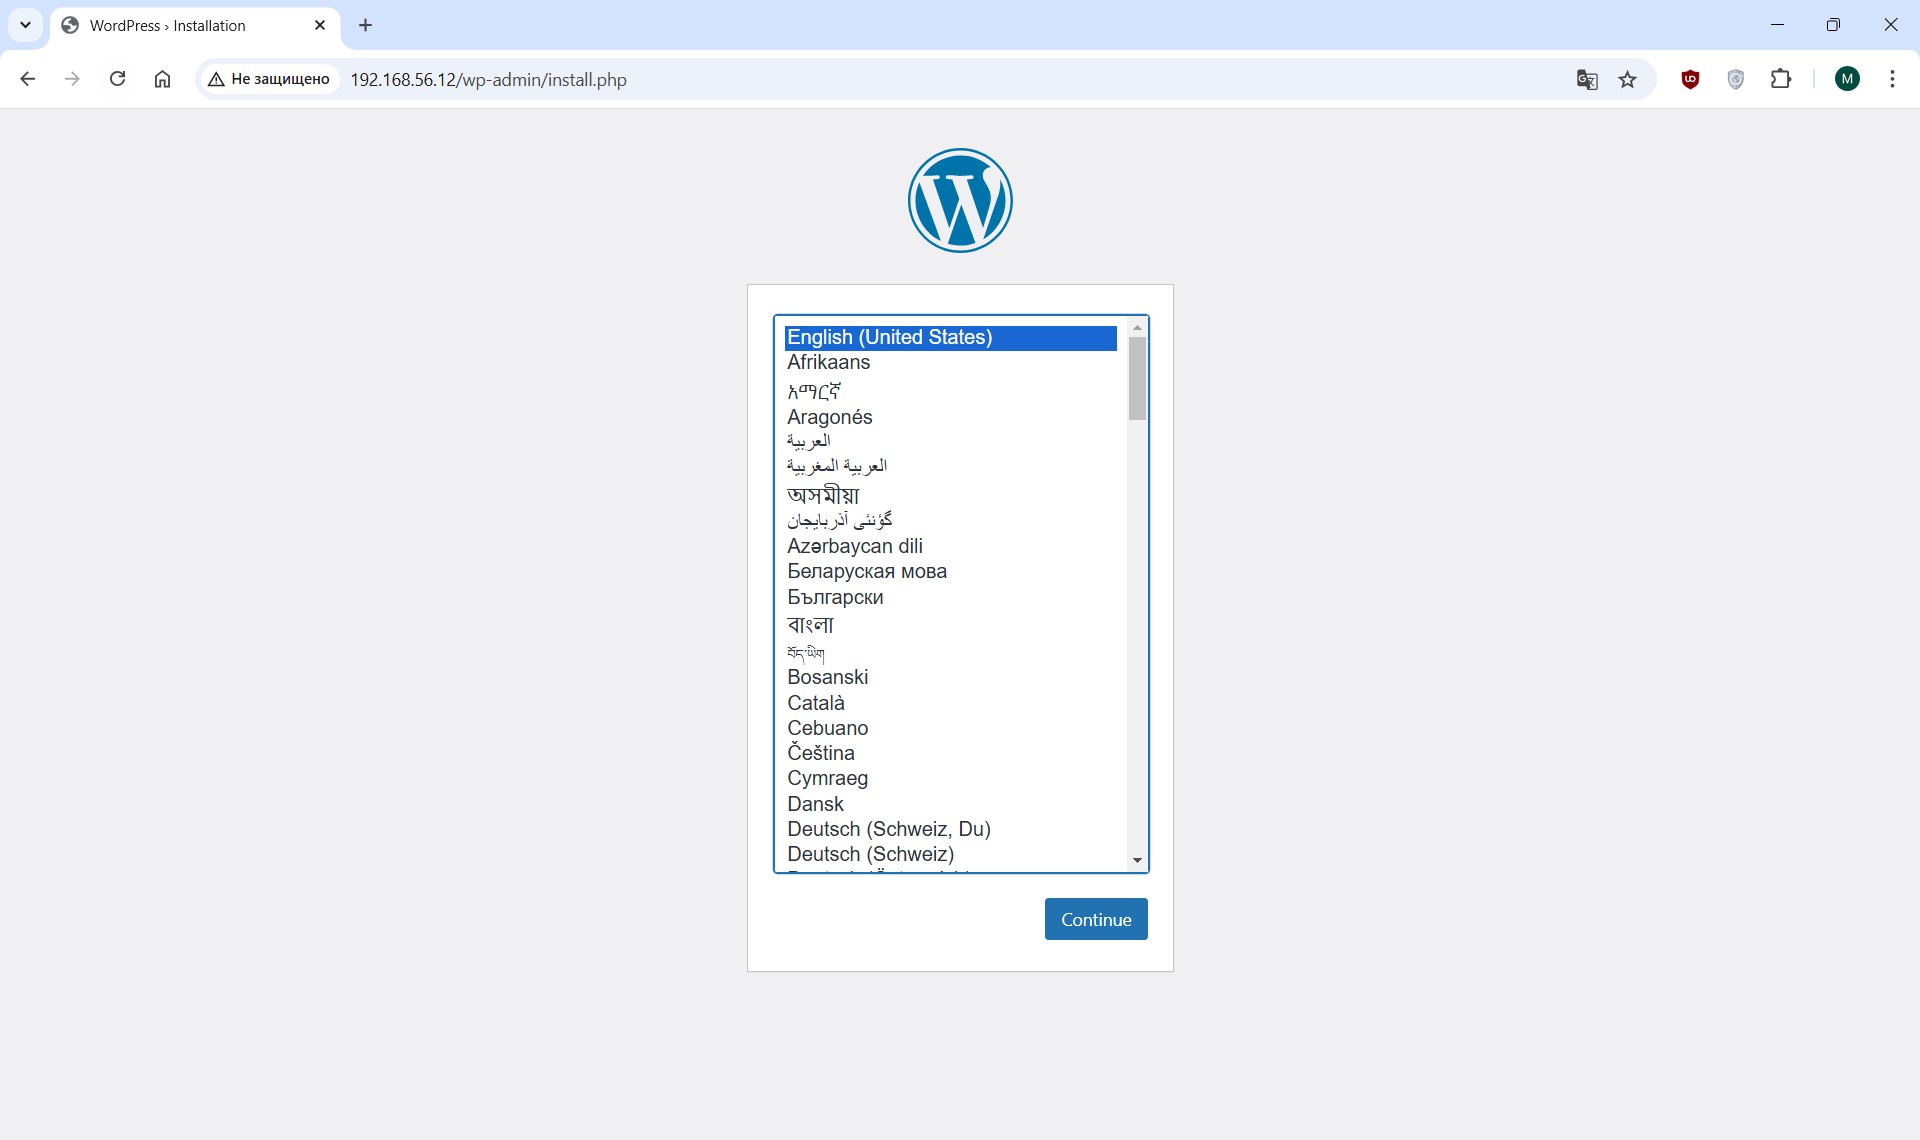 WordPress › Installation
Не защищено
192.168.56.12/wp-admin/install.php
M
English (United States)
Afrikaans
አማርኛ
Aragonés
العربية
العربية المغربية
অসমীয়া
گؤنئی آذربایجان
Azərbaycan dili
Беларуская мова
Български
বাংলা
བོད་ཡིག
Bosanski
Català
Cebuano
Čeština
Cymraeg
Dansk
Deutsch (Schweiz, Du)
Deutsch (Schweiz)
Continue